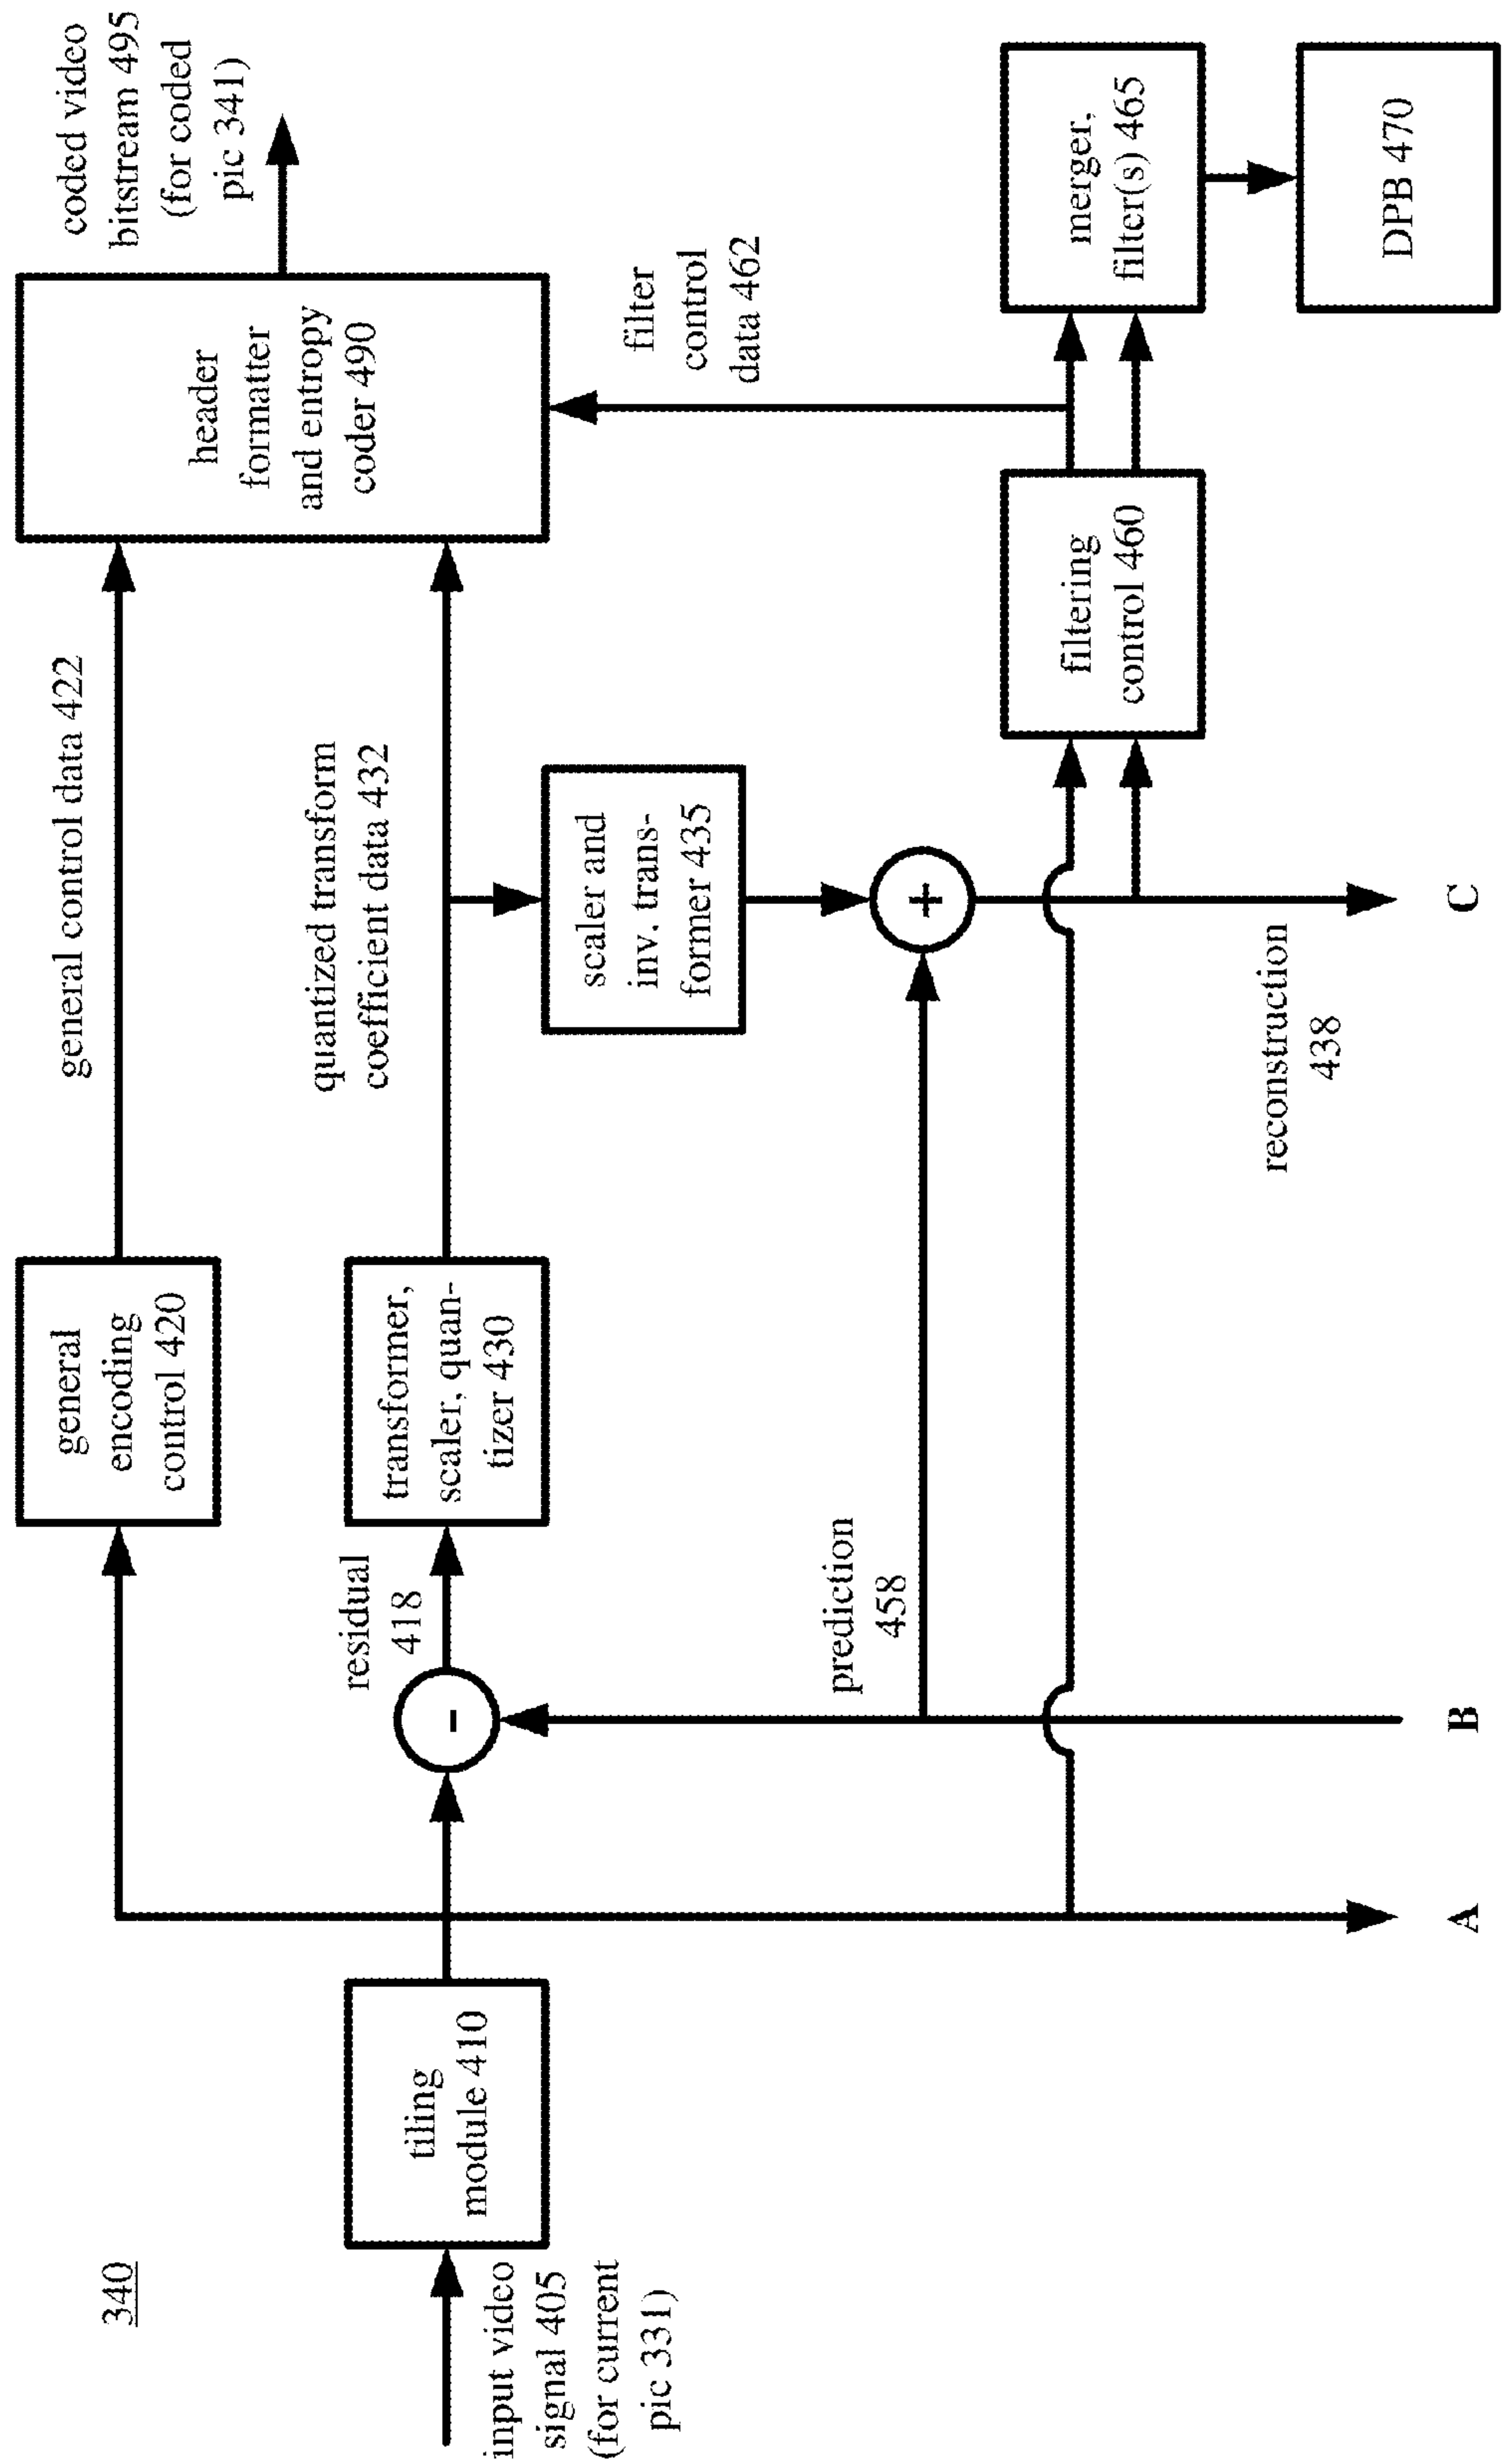 340
coded video
bitstream 495
(for coded
pic 341)
general
encoding
control 420
general control data 422
header
formatter
and entropy
coder 490
input video
signal 405
(for current
pic 331)
tiling
module 410
-
residual
418
transformer,
scaler, quan-
tizer 430
quantized transform
coefficient data 432
scaler and
inv. trans-
former 435
filter
control
data 462
prediction
458
+
filtering
control 460
merger,
filter(s) 465
reconstruction
438
DPB 470
A
B
C